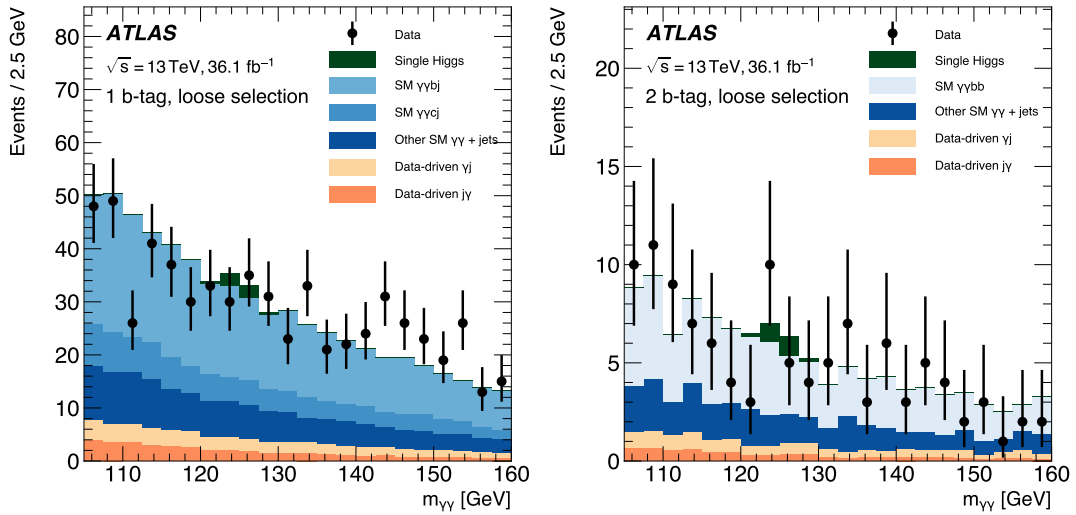 Events / 2.5 GeV
80
70
60
50
40
30
20
10
0
ATLAS
√s = 13 TeV, 36.1 fb⁻¹
1 b-tag, loose selection
Data
Single Higgs
SM γγbj
SM γγcj
Other SM γγ + jets
Data-driven γj
Data-driven jγ
110 120 130 140 150 160
mγγ [GeV]
Events / 2.5 GeV
20
15
10
5
0
ATLAS
√s = 13 TeV, 36.1 fb⁻¹
2 b-tag, loose selection
Data
Single Higgs
SM γγbb
Other SM γγ + jets
Data-driven γj
Data-driven jγ
110 120 130 140 150 160
mγγ [GeV]